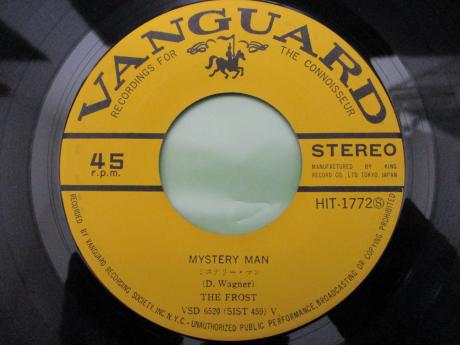 VANGUARD
RECORDINGS FOR THE CONNOISSEUR
45
r.p.m.
STEREO
MANUFACTURED BY KING
RECORD CO., LTD. TOKYO, JAPAN
HIT-1772Ⓢ
MYSTERY MAN
ミステリー・マン
(D. Wagner)
THE FROST
VSD 6520 (SIST 459) V
RECORDED BY VANGUARD RECORDING SOCIETY, INC. N.Y.C. - UNAUTHORIZED PUBLIC PERFORMANCE, BROADCASTING OR COPYING PROHIBITED